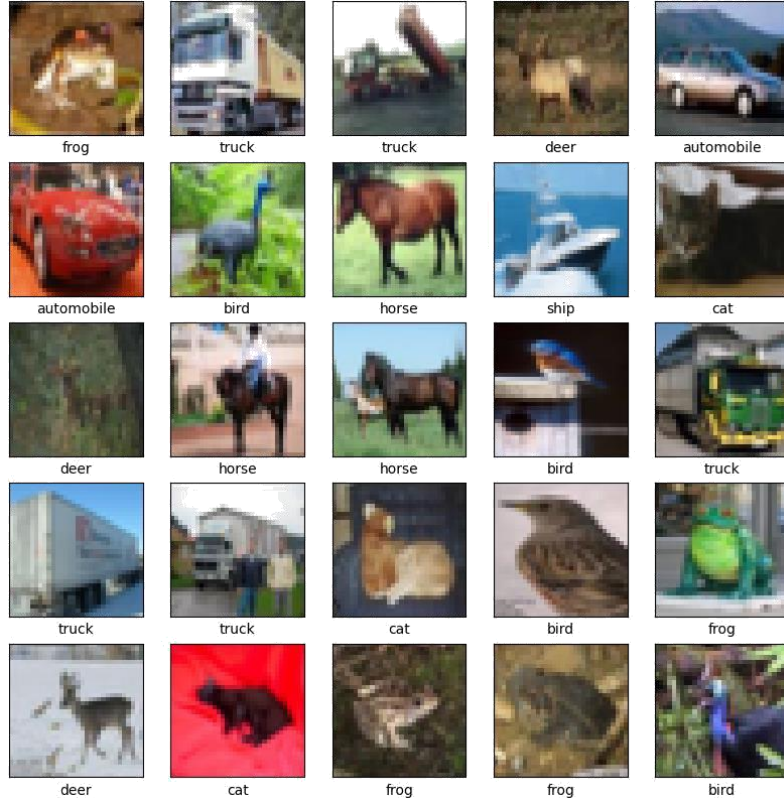 frog truck truck deer automobile
automobile bird horse ship cat
deer horse horse bird truck
truck truck cat bird frog
deer cat frog frog bird